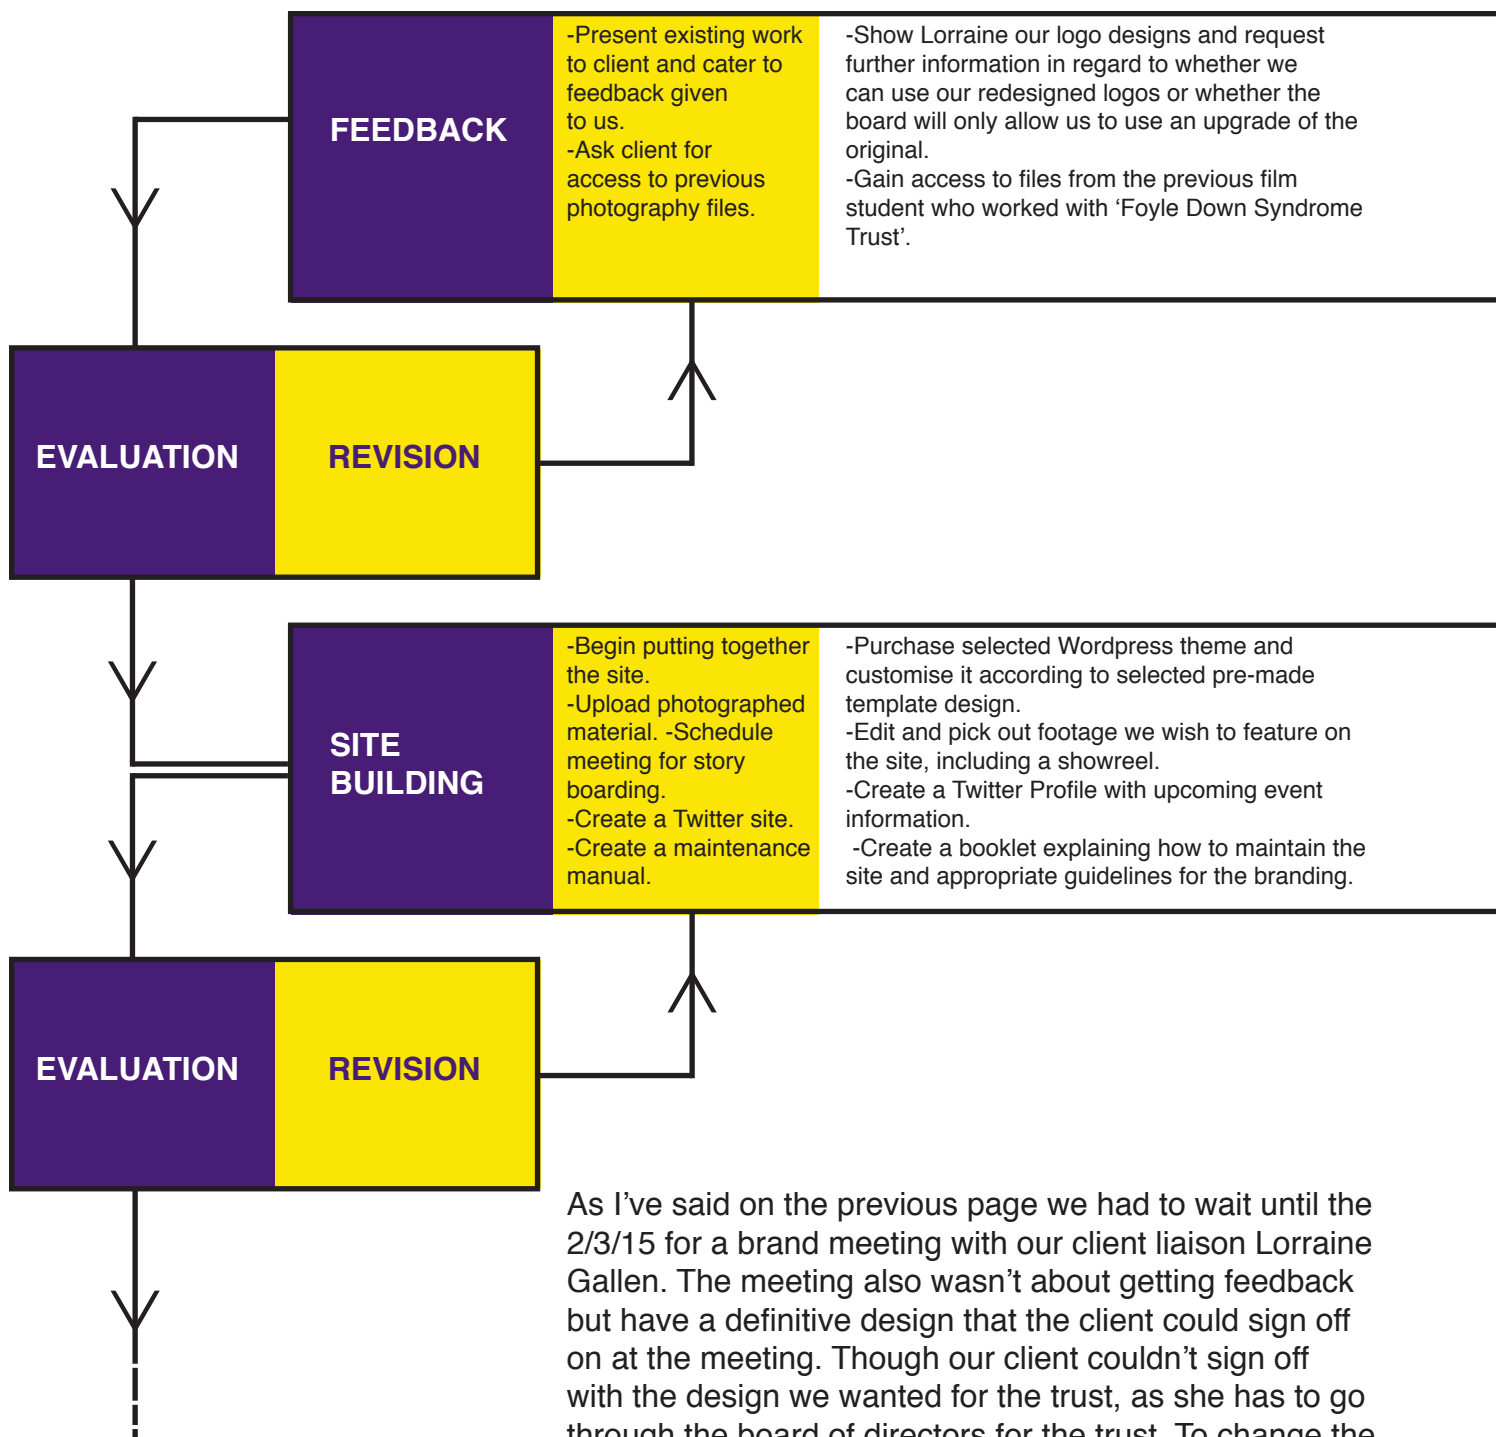 FEEDBACK
-Present existing work
to client and cater to
feedback given
to us.
-Ask client for
access to previous
photography files.
-Show Lorraine our logo designs and request
further information in regard to whether we
can use our redesigned logos or whether the
board will only allow us to use an upgrade of the
original.
-Gain access to files from the previous film
student who worked with ‘Foyle Down Syndrome
Trust’.
EVALUATION
REVISION
SITE
BUILDING
-Begin putting together
the site.
-Upload photographed
material. -Schedule
meeting for story
boarding.
-Create a Twitter site.
-Create a maintenance
manual.
-Purchase selected Wordpress theme and
customise it according to selected pre-made
template design.
-Edit and pick out footage we wish to feature on
the site, including a showreel.
-Create a Twitter Profile with upcoming event
information.
-Create a booklet explaining how to maintain the
site and appropriate guidelines for the branding.
EVALUATION
REVISION
As I’ve said on the previous page we had to wait until the
2/3/15 for a brand meeting with our client liaison Lorraine
Gallen. The meeting also wasn’t about getting feedback
but have a definitive design that the client could sign off
on at the meeting. Though our client couldn’t sign off
with the design we wanted for the trust, as she has to go
through the board of directors for the trust. To change the